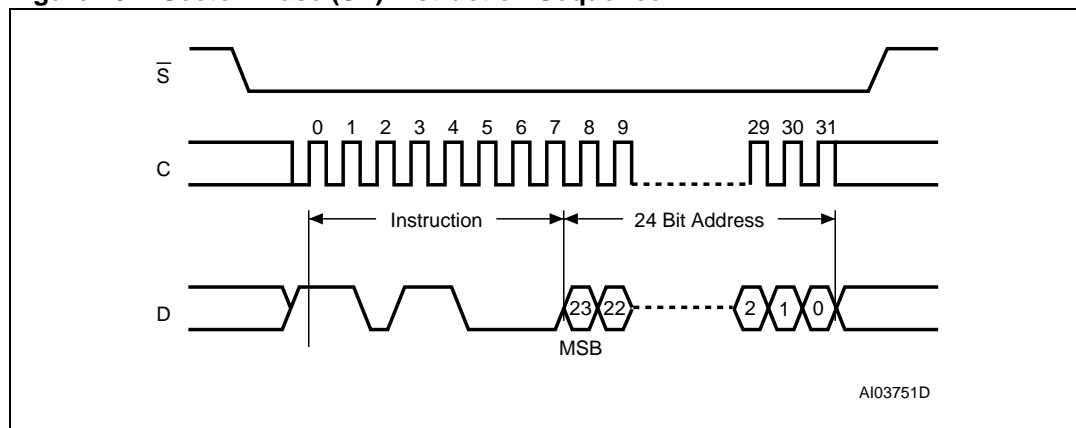 S
0 1 2 3 4 5 6 7 8 9 29 30 31
C
Instruction 24 Bit Address
D 23 22 2 1 0
MSB
AI03751D